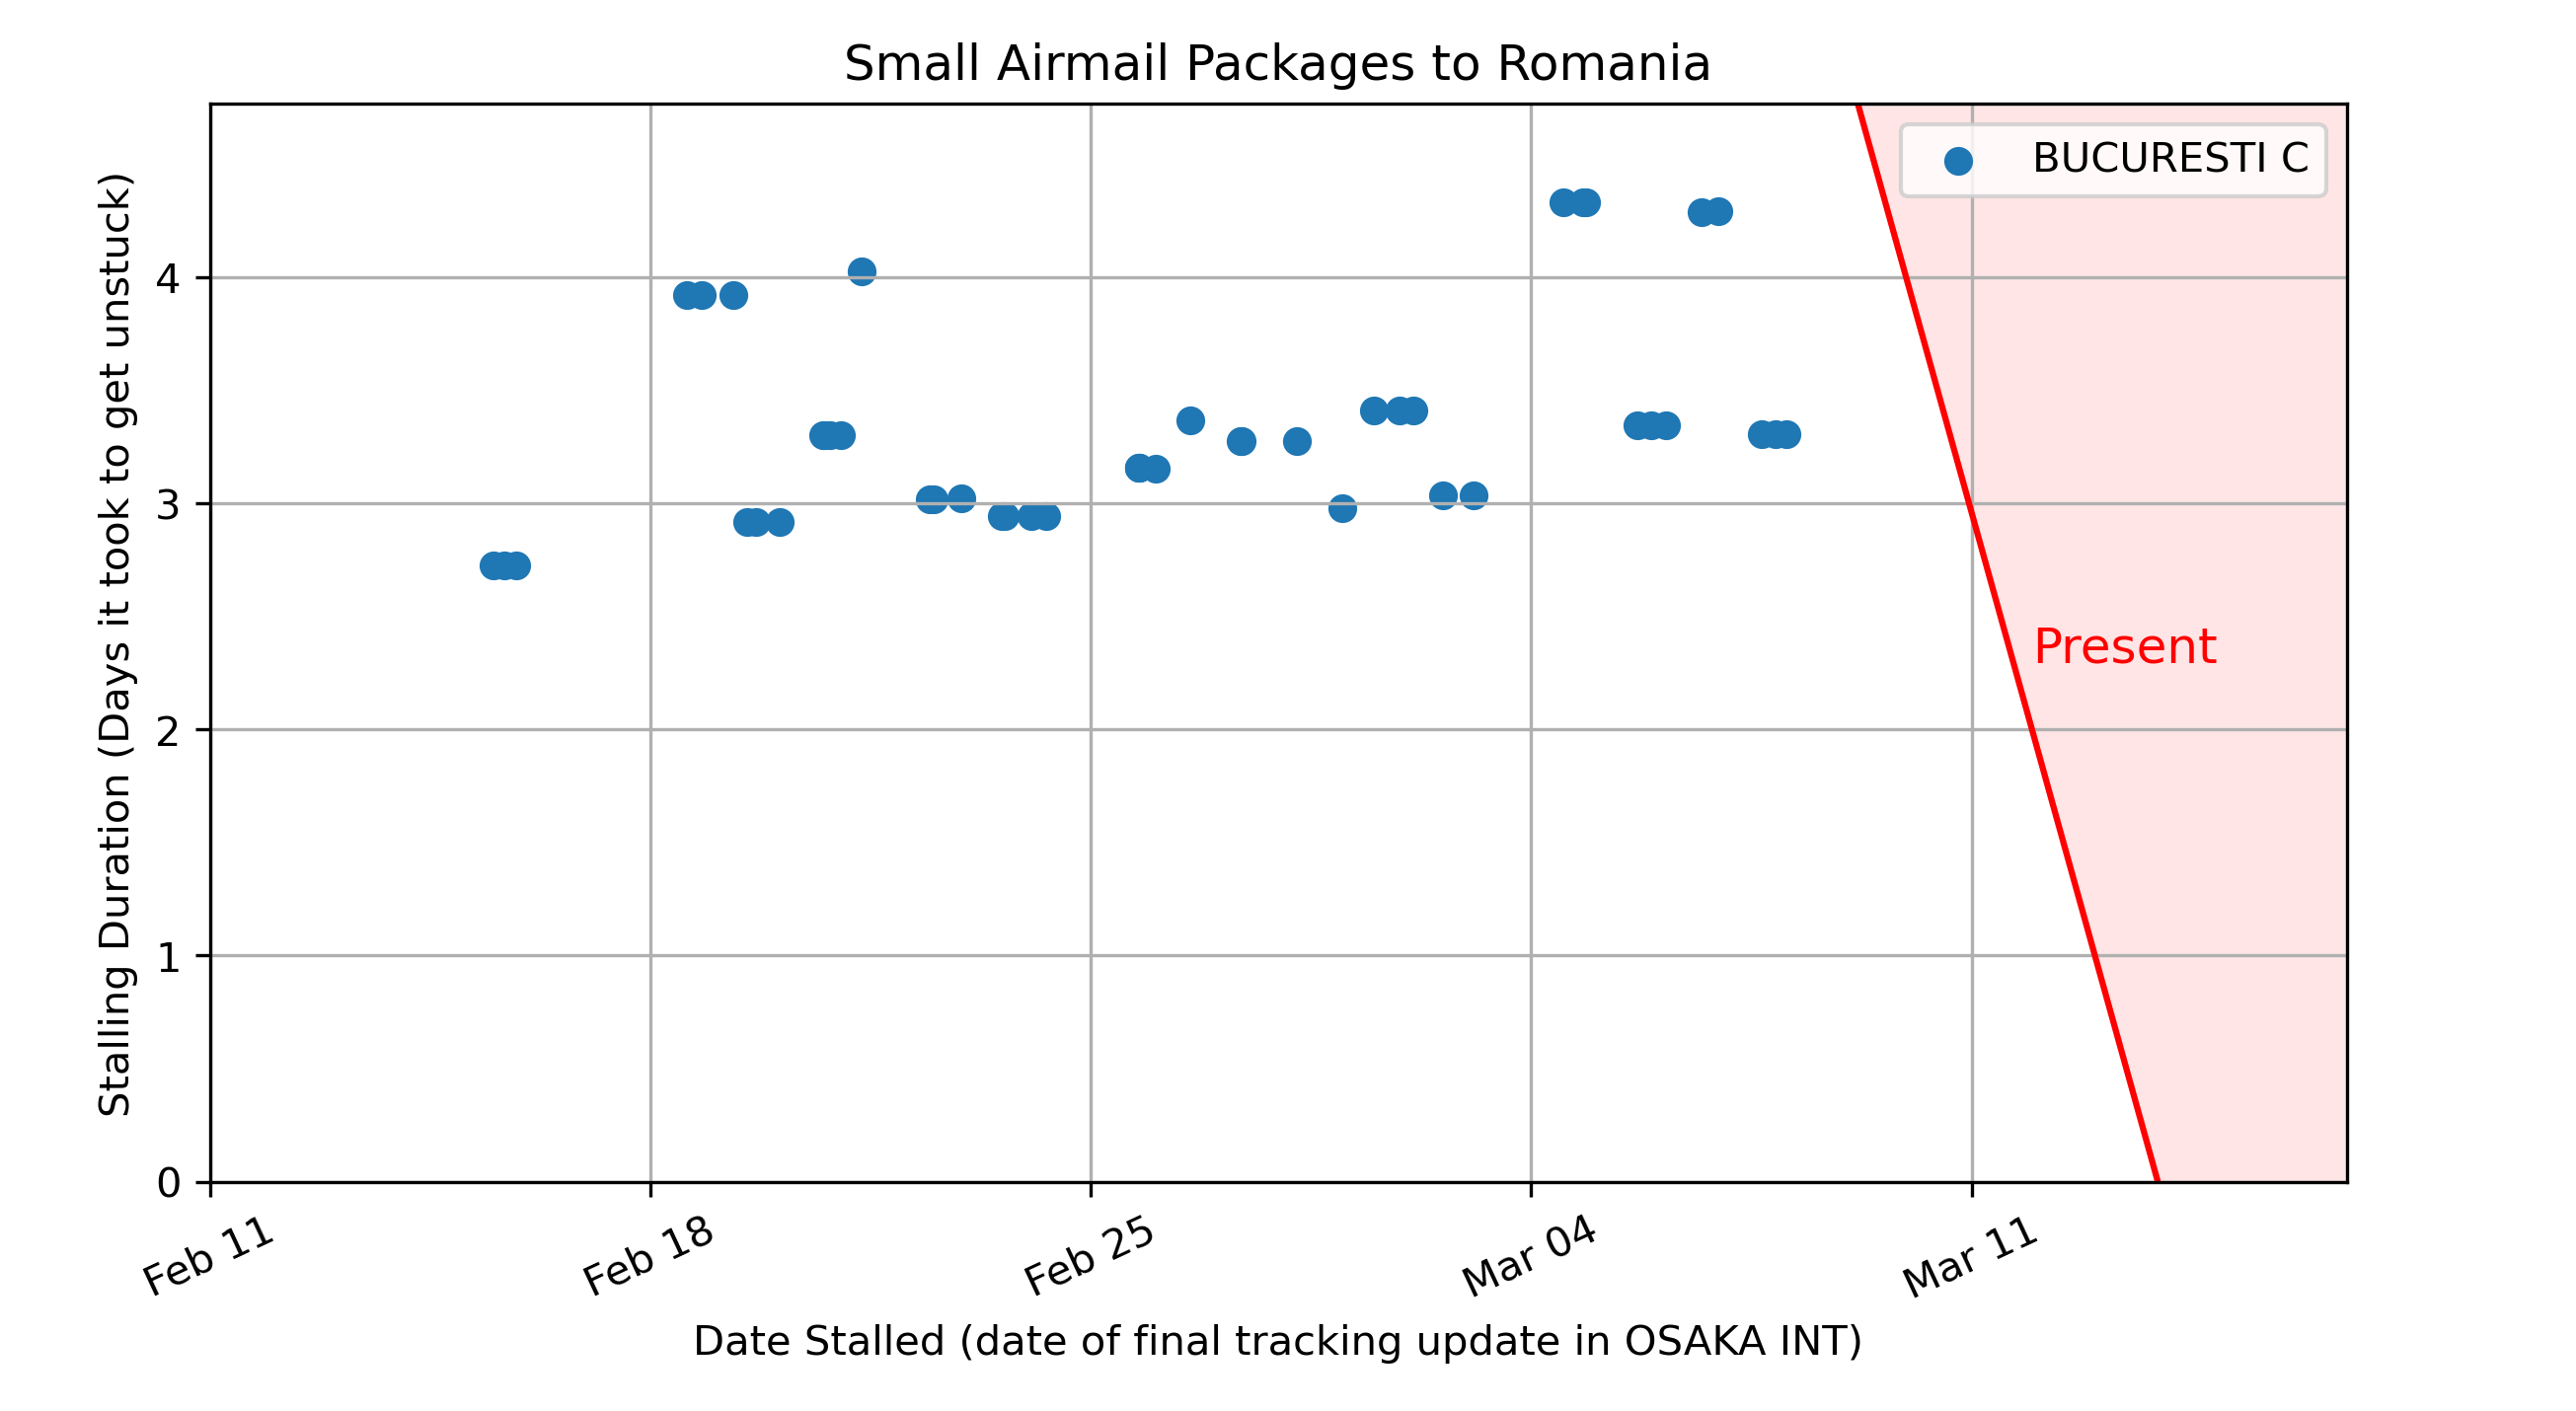 Small Airmail Packages to Romania
BUCURESTI C
Stalling Duration (Days it took to get unstuck)
4
3
2
1
0
Present
Feb 11
Feb 18
Feb 25
Mar 04
Mar 11
Date Stalled (date of final tracking update in OSAKA INT)